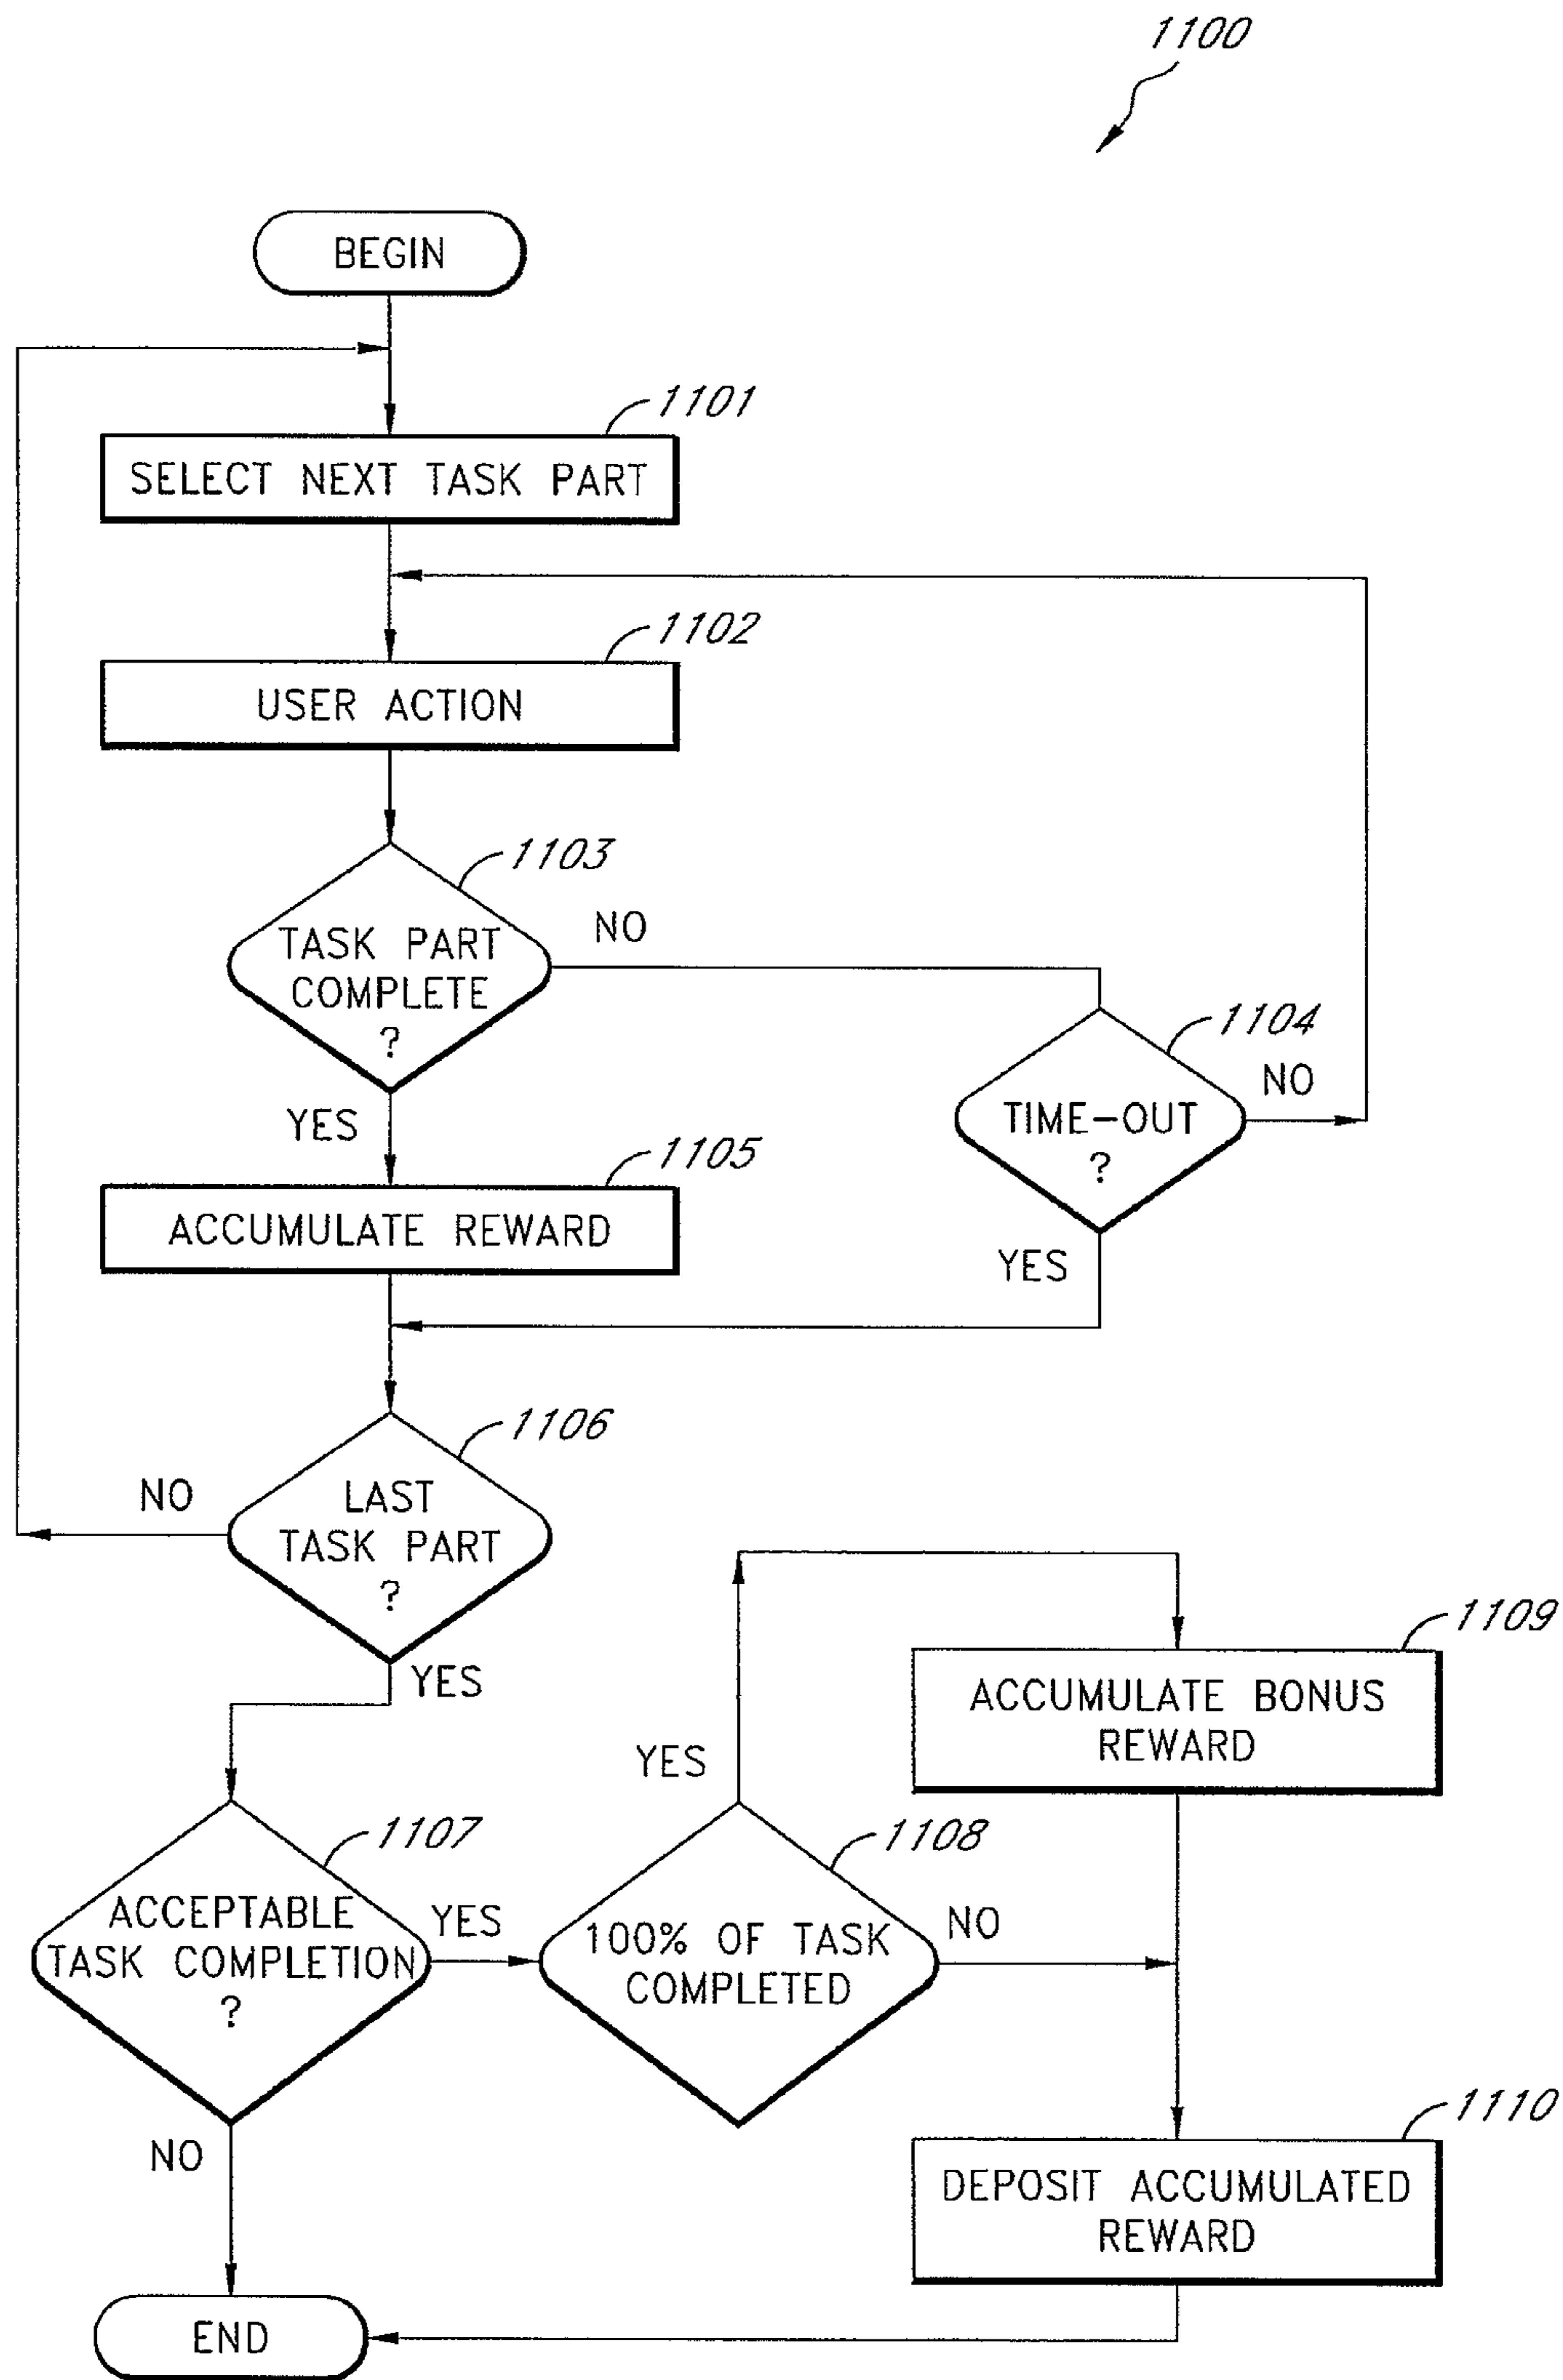 1100
BEGIN
1101
SELECT NEXT TASK PART
1102
USER ACTION
1103
TASK PART
COMPLETE
?
NO
1104
TIME-OUT
?
NO
YES
YES
1105
ACCUMULATE REWARD
1106
LAST
TASK PART
?
NO
YES
1107
ACCEPTABLE
TASK COMPLETION
?
YES
NO
1108
100% OF TASK
COMPLETED
YES
NO
1109
ACCUMULATE BONUS
REWARD
1110
DEPOSIT ACCUMULATED
REWARD
END